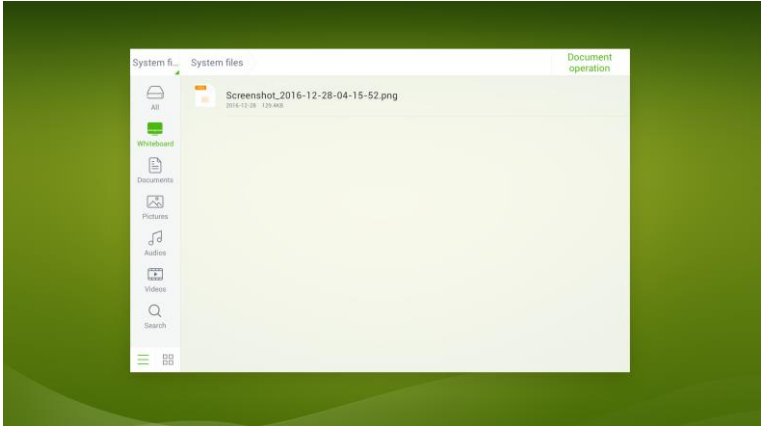 System fi...
System files
Document
operation
All
Screenshot_2016-12-28-04-15-52.png
2016-12-28 129.4KB
Whiteboard
Documents
Pictures
Audios
Videos
Search